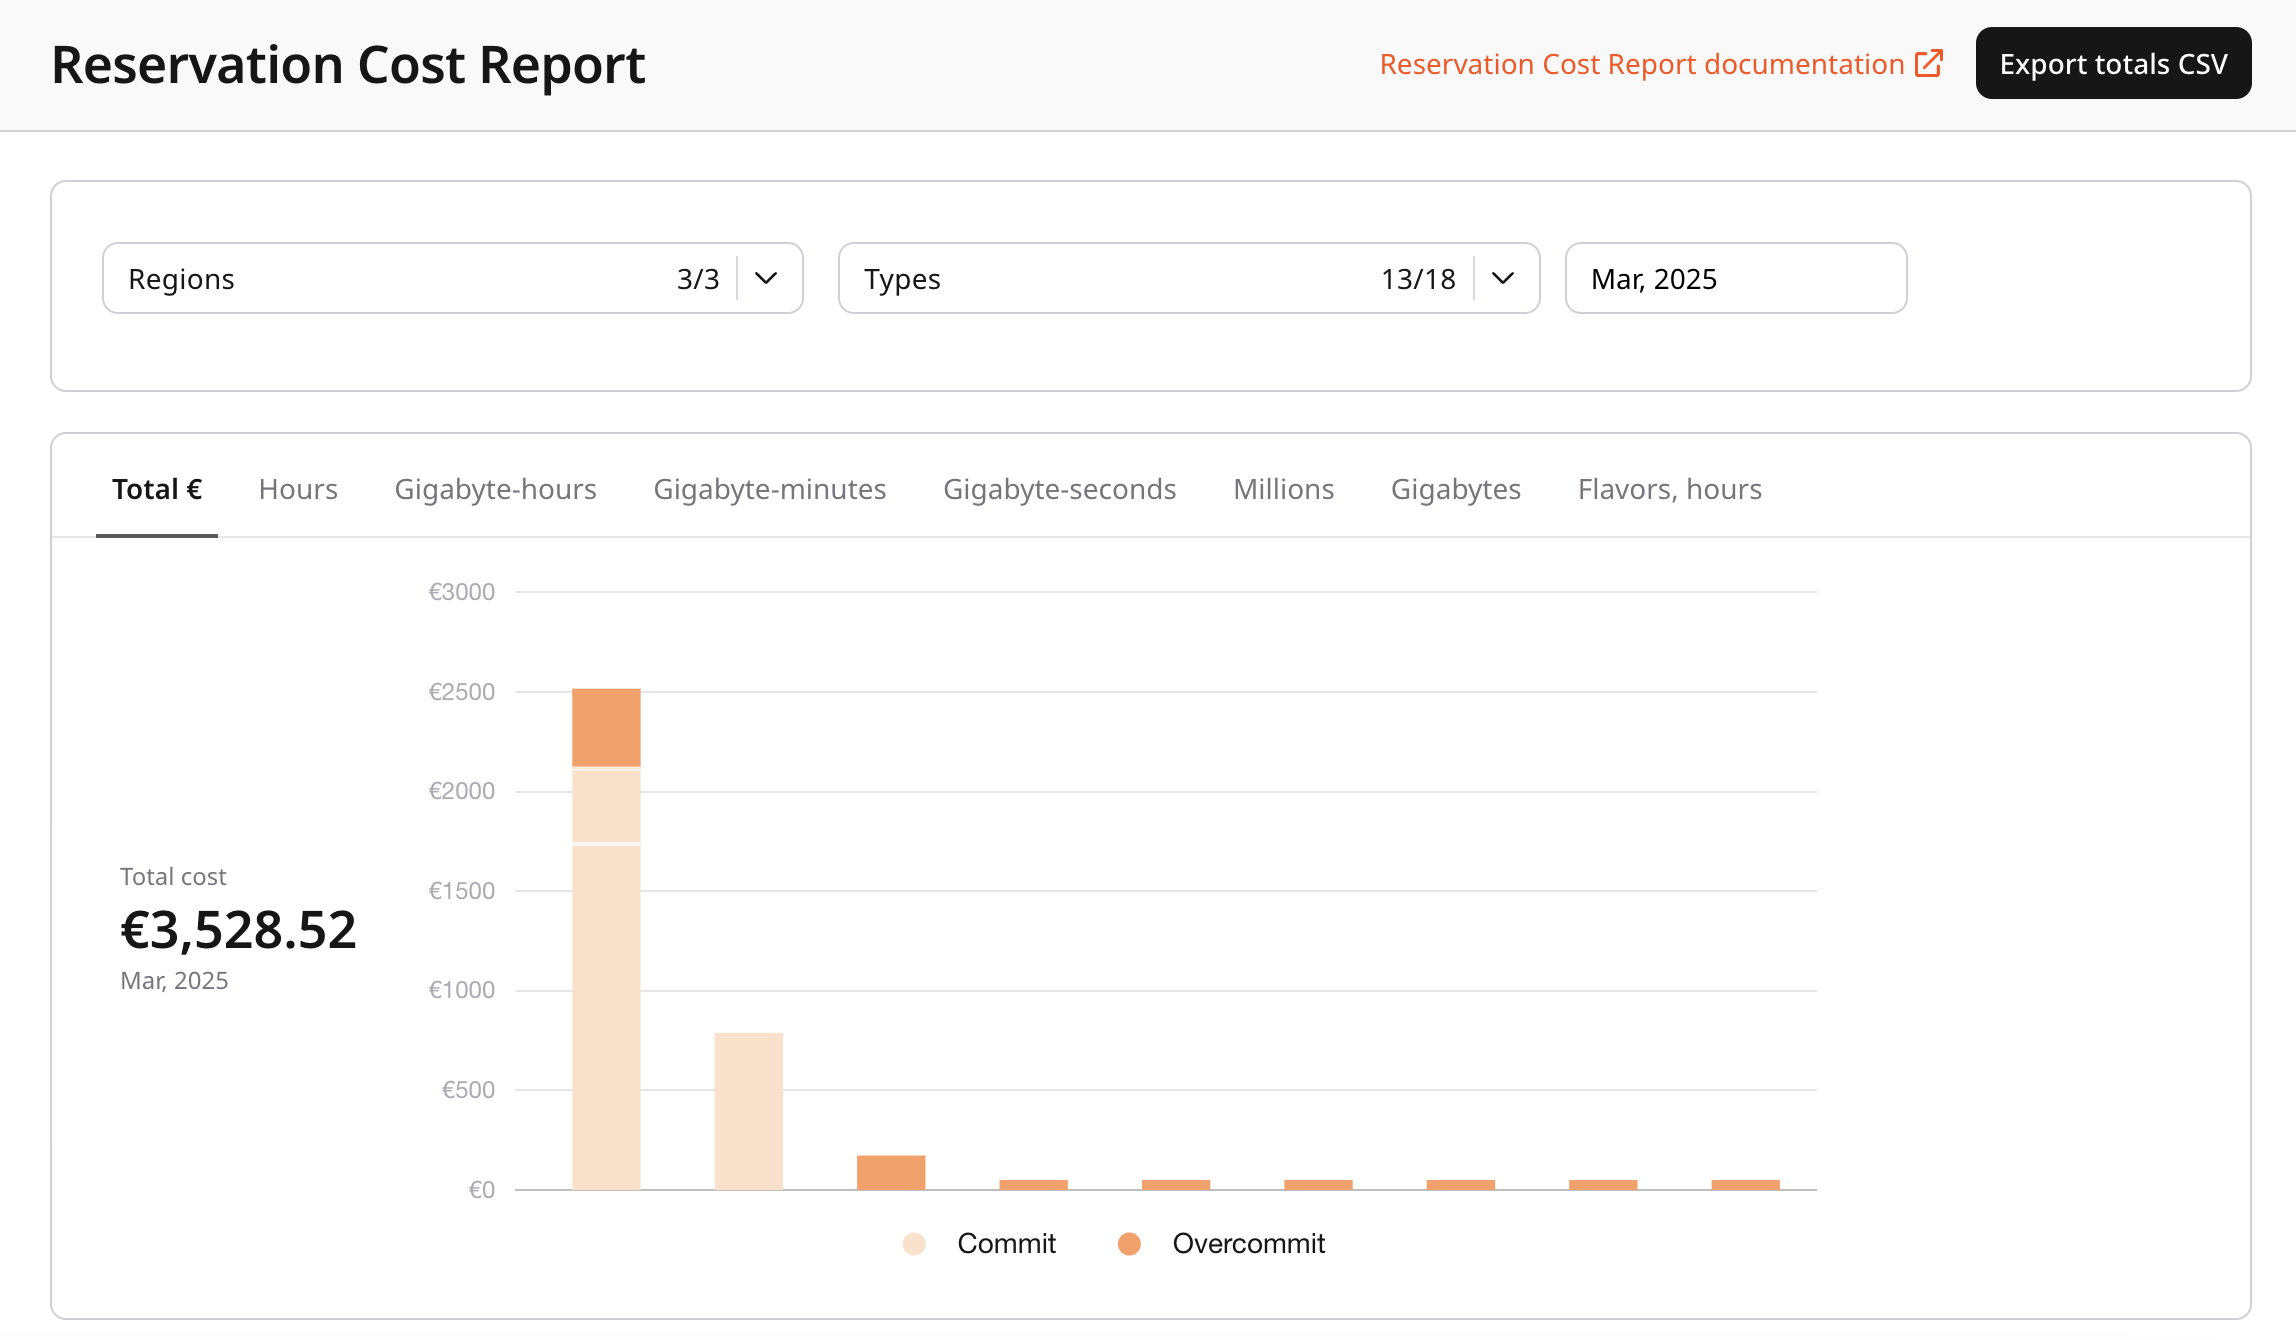 Reservation Cost Report
Reservation Cost Report documentation
Export totals CSV
Regions 3/3
Types 13/18
Mar, 2025
Total €
Hours
Gigabyte-hours
Gigabyte-minutes
Gigabyte-seconds
Millions
Gigabytes
Flavors, hours
Total cost
€3,528.52
Mar, 2025
€3000
€2500
€2000
€1500
€1000
€500
€0
Commit
Overcommit